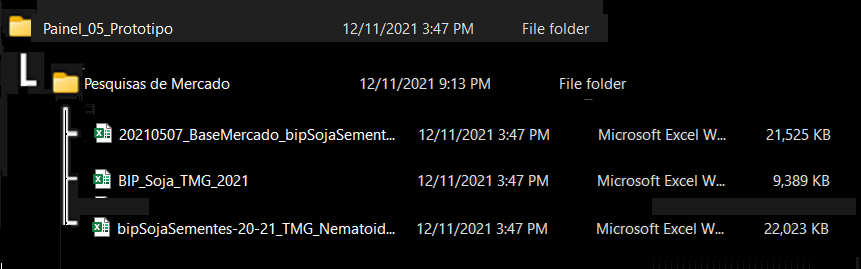 Painel_05_Prototipo 12/11/2021 3:47 PM File folder
Pesquisas de Mercado 12/11/2021 9:13 PM File folder
20210507_BaseMercado_bipSojaSement... 12/11/2021 3:47 PM Microsoft Excel W... 21,525 KB
BIP_Soja_TMG_2021 12/11/2021 3:47 PM Microsoft Excel W... 9,389 KB
bipSojaSementes-20-21_TMG_Nematoid... 12/11/2021 3:47 PM Microsoft Excel W... 22,023 KB